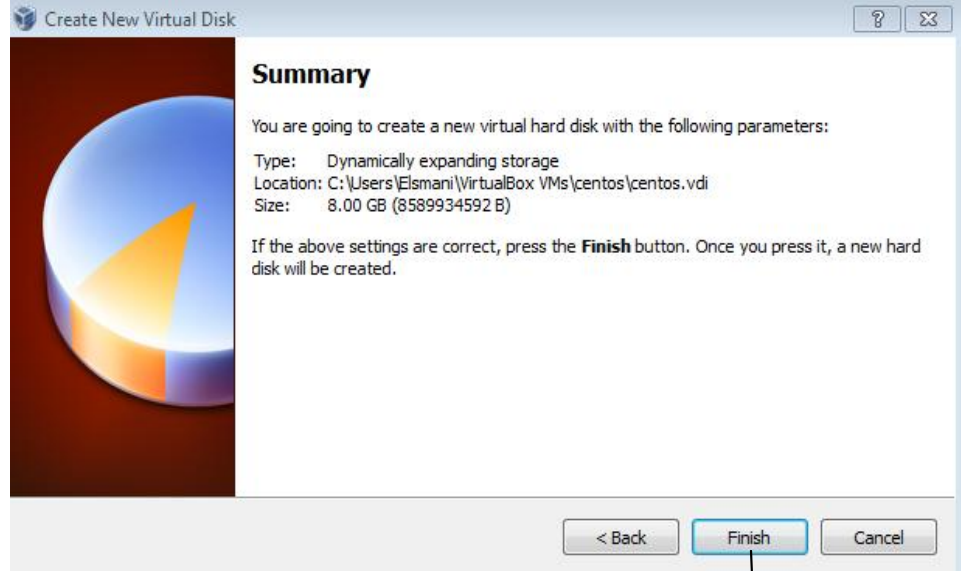 Create New Virtual Disk
Summary
You are going to create a new virtual hard disk with the following parameters:
Type: Dynamically expanding storage
Location: C:\Users\Elsmani\VirtualBox VMs\centos\centos.vdi
Size: 8.00 GB (8589934592 B)
If the above settings are correct, press the Finish button. Once you press it, a new hard
disk will be created.
< Back
Finish
Cancel